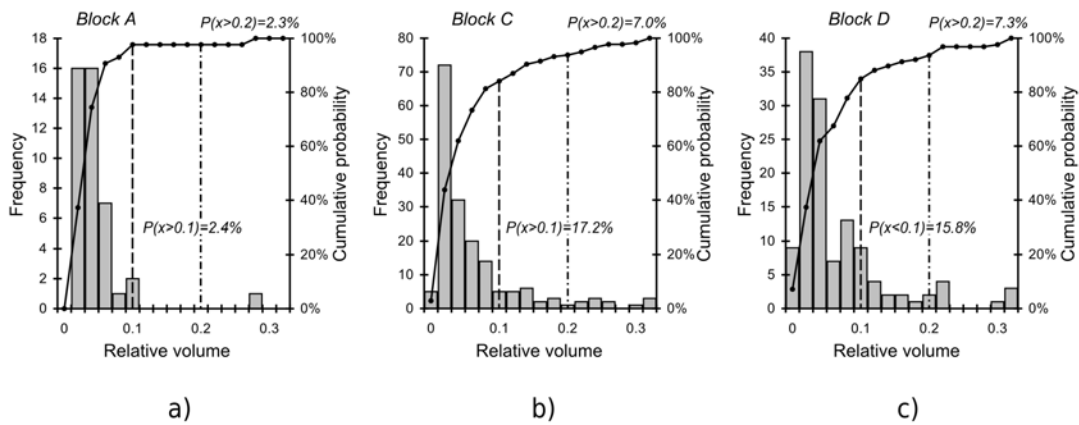 Block A
P(x>0.2)=2.3%
18
16
14
12
10
8
6
4
2
0
Frequency
100%
80%
60%
40%
20%
0%
Cumulative probability
P(x>0.1)=2.4%
0 0.1 0.2 0.3
Relative volume
a)
Block C
P(x>0.2)=7.0%
80
70
60
50
40
30
20
10
0
Frequency
100%
80%
60%
40%
20%
0%
Cumulative probability
P(x>0.1)=17.2%
0 0.1 0.2 0.3
Relative volume
b)
Block D
P(x>0.2)=7.3%
40
35
30
25
20
15
10
5
0
Frequency
100%
80%
60%
40%
20%
0%
Cumulative probability
P(x<0.1)=15.8%
0 0.1 0.2 0.3
Relative volume
c)